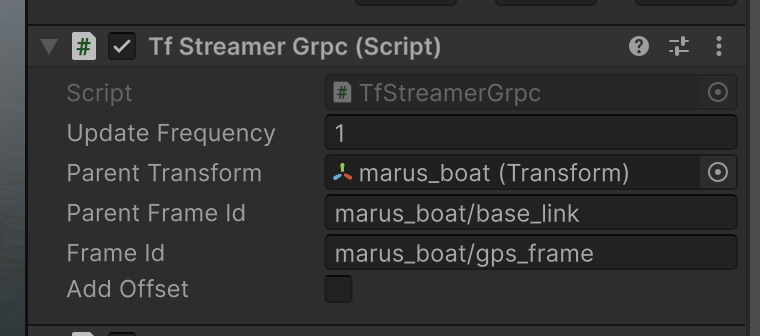 Tf Streamer Grpc (Script)
Script TfStreamerGrpc
Update Frequency 1
Parent Transform marus_boat (Transform)
Parent Frame Id marus_boat/base_link
Frame Id marus_boat/gps_frame
Add Offset